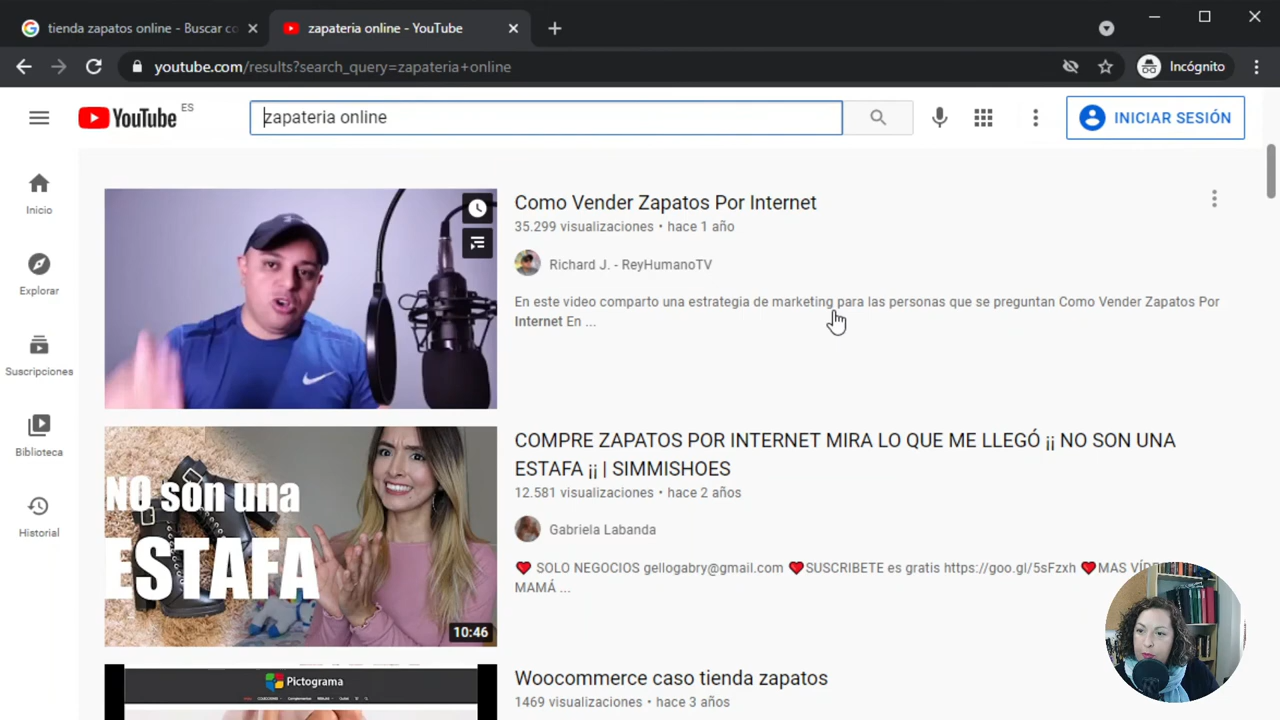 tienda zapatos online - Buscar co
zapateria online - YouTube
youtube.com/results?search_query=zapateria+online
Incógnito
YouTube ES
zapateria online
INICIAR SESIÓN
Inicio
Explorar
Suscripciones
Biblioteca
Historial
Como Vender Zapatos Por Internet
35.299 visualizaciones • hace 1 año
Richard J. - ReyHumanoTV
En este video comparto una estrategia de marketing para las personas que se preguntan Como Vender Zapatos Por
Internet En ...
NO son una
ESTAFA
10:46
COMPRE ZAPATOS POR INTERNET MIRA LO QUE ME LLEGÓ ¡¡ NO SON UNA
ESTAFA ¡¡ | SIMMISHOES
12.581 visualizaciones • hace 2 años
Gabriela Labanda
❤️ SOLO NEGOCIOS gellogabry@gmail.com ❤️SUSCRIBETE es gratis https://goo.gl/5sFzxh ❤️MAS VÍD
MAMÁ ...
Pictograma
Woocommerce caso tienda zapatos
1469 visualizaciones • hace 3 años